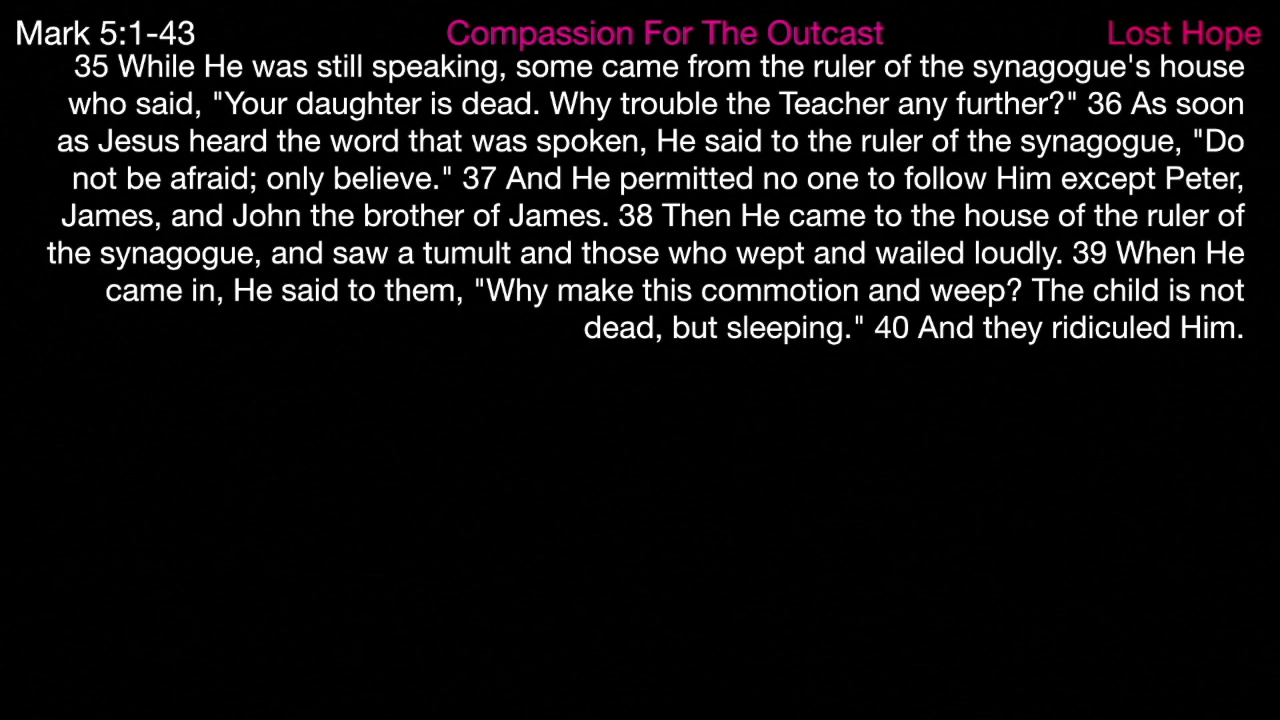 Mark 5:1-43
Compassion For The Outcast
Lost Hope
35 While He was still speaking, some came from the ruler of the synagogue's house
who said, "Your daughter is dead. Why trouble the Teacher any further?" 36 As soon
as Jesus heard the word that was spoken, He said to the ruler of the synagogue, "Do
not be afraid; only believe." 37 And He permitted no one to follow Him except Peter,
James, and John the brother of James. 38 Then He came to the house of the ruler of
the synagogue, and saw a tumult and those who wept and wailed loudly. 39 When He
came in, He said to them, "Why make this commotion and weep? The child is not
dead, but sleeping." 40 And they ridiculed Him.